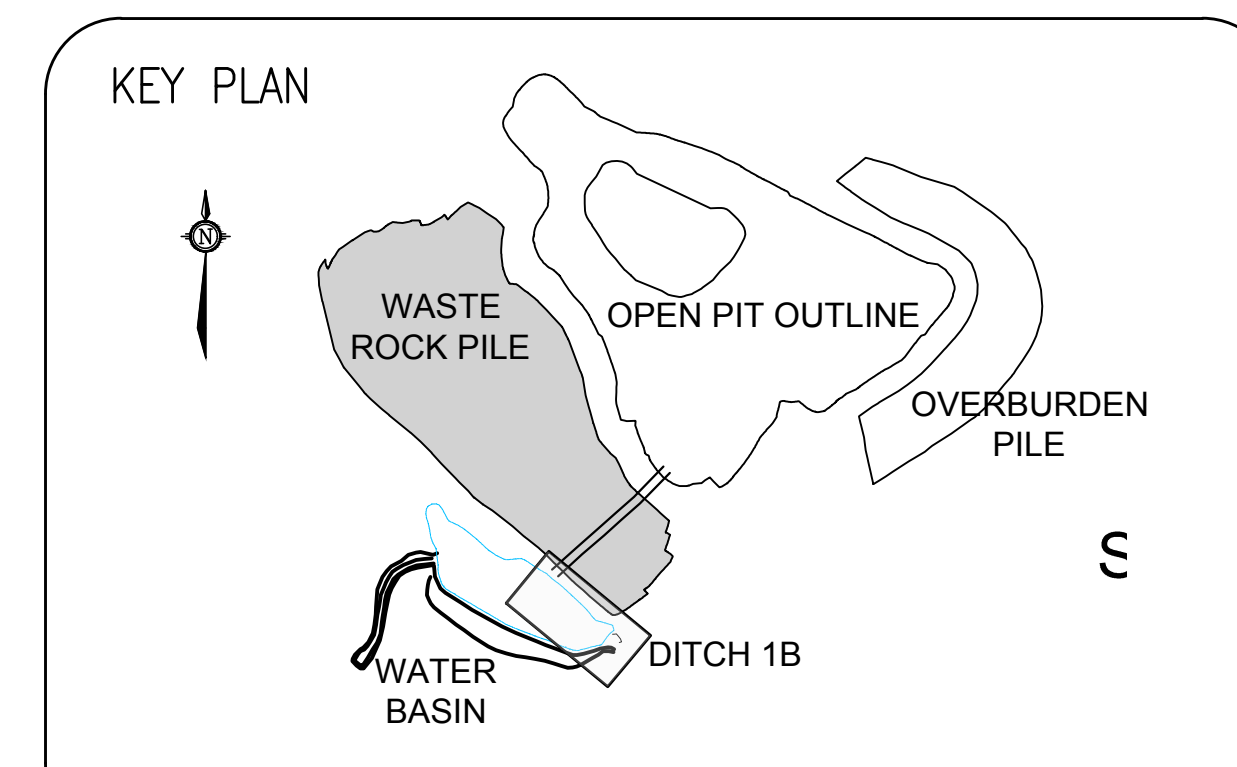 KEY PLAN
N
WASTE
ROCK PILE
OPEN PIT OUTLINE
OVERBURDEN
PILE
S
DITCH 1B
WATER
BASIN